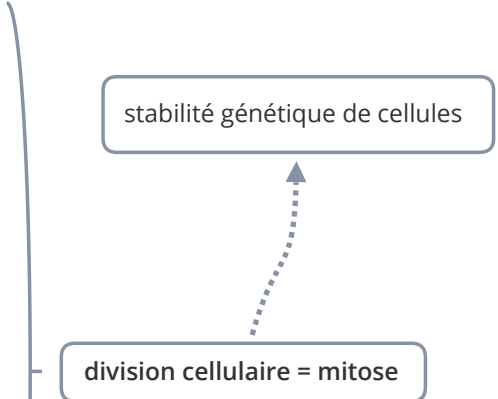 stabilité génétique de cellules
division cellulaire = mitose